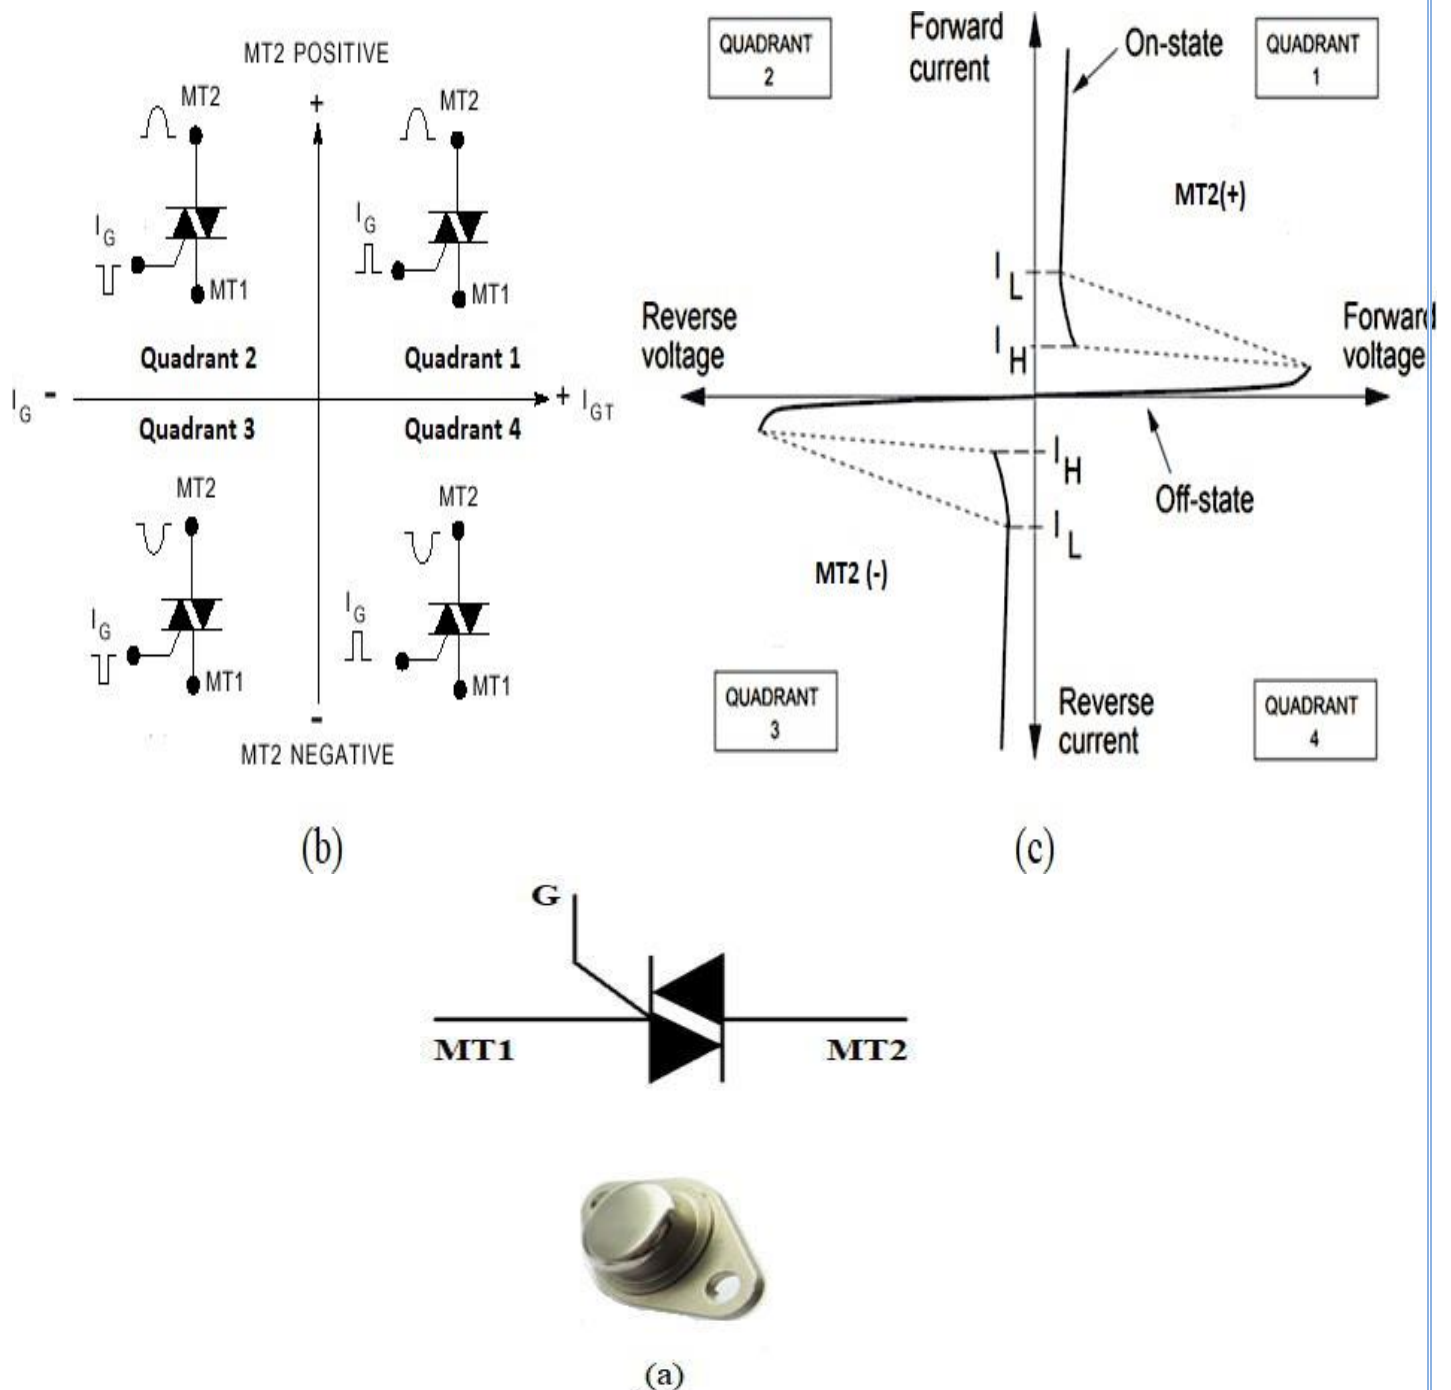 MT2 POSITIVE
+
MT2
I G
MT1
Quadrant 2
MT2
I G
MT1
Quadrant 1
I G -
+ I GT
Quadrant 3
MT2
I G
MT1
Quadrant 4
MT2
I G
MT1
-
MT2 NEGATIVE
(b)
QUADRANT
2
Forward
current
On-state
QUADRANT
1
MT2(+)
I L
I H
Reverse
voltage
Forward
voltage
I H
Off-state
I L
MT2 (-)
QUADRANT
3
Reverse
current
QUADRANT
4
(c)
G
MT1
MT2
(a)